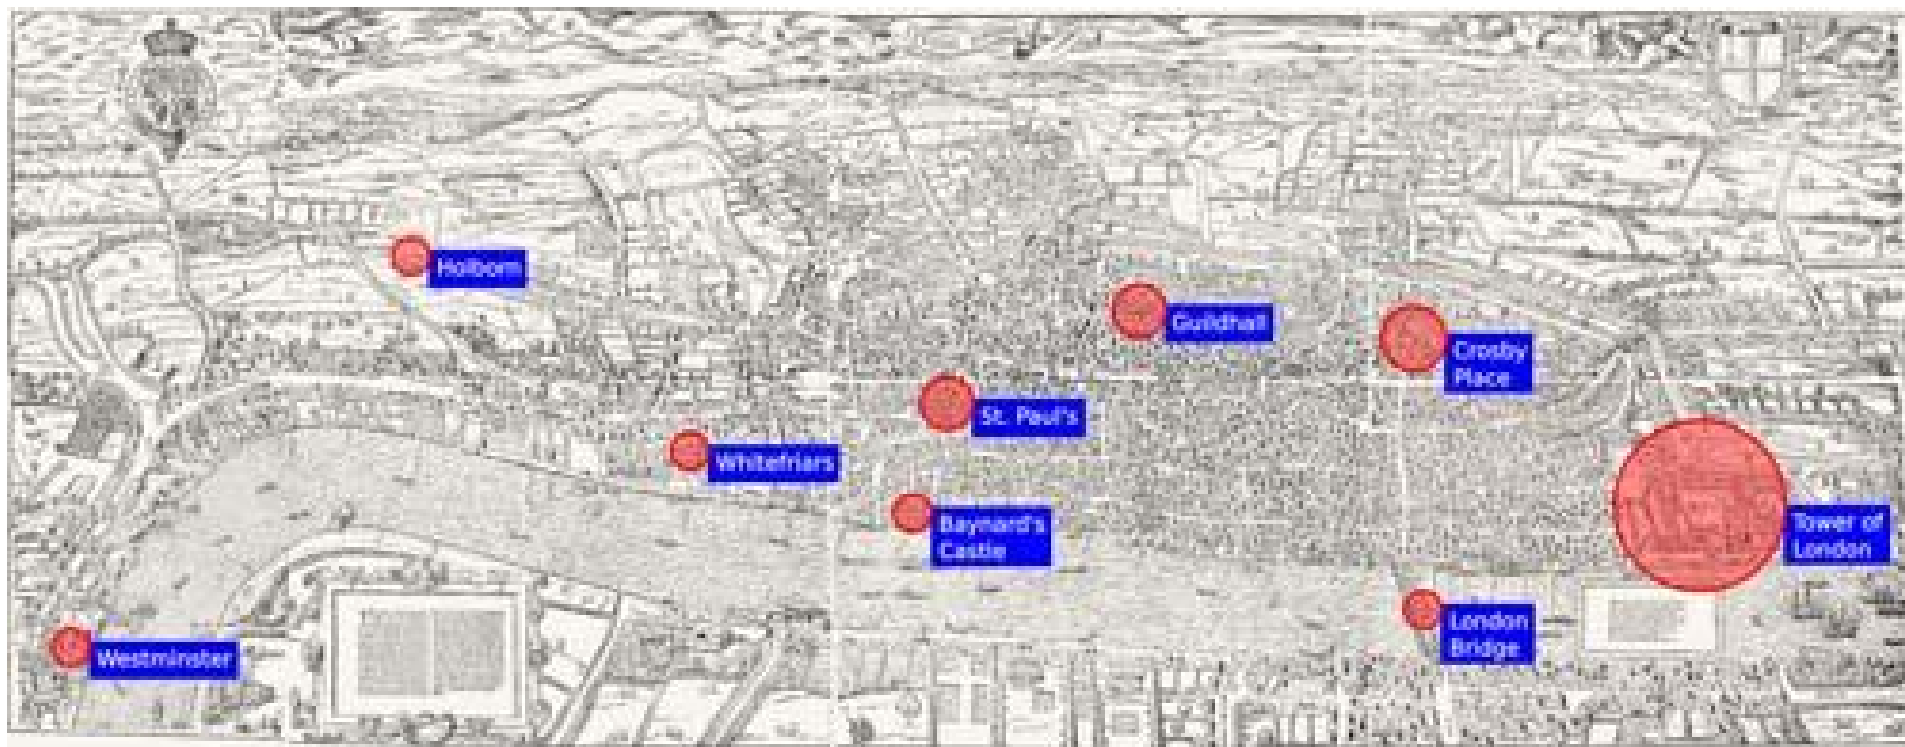 Holborn
Guildhall
Crosby
Place
St. Paul's
Whitefriars
Baynard's
Castle
Tower of
London
London
Bridge
Westminster